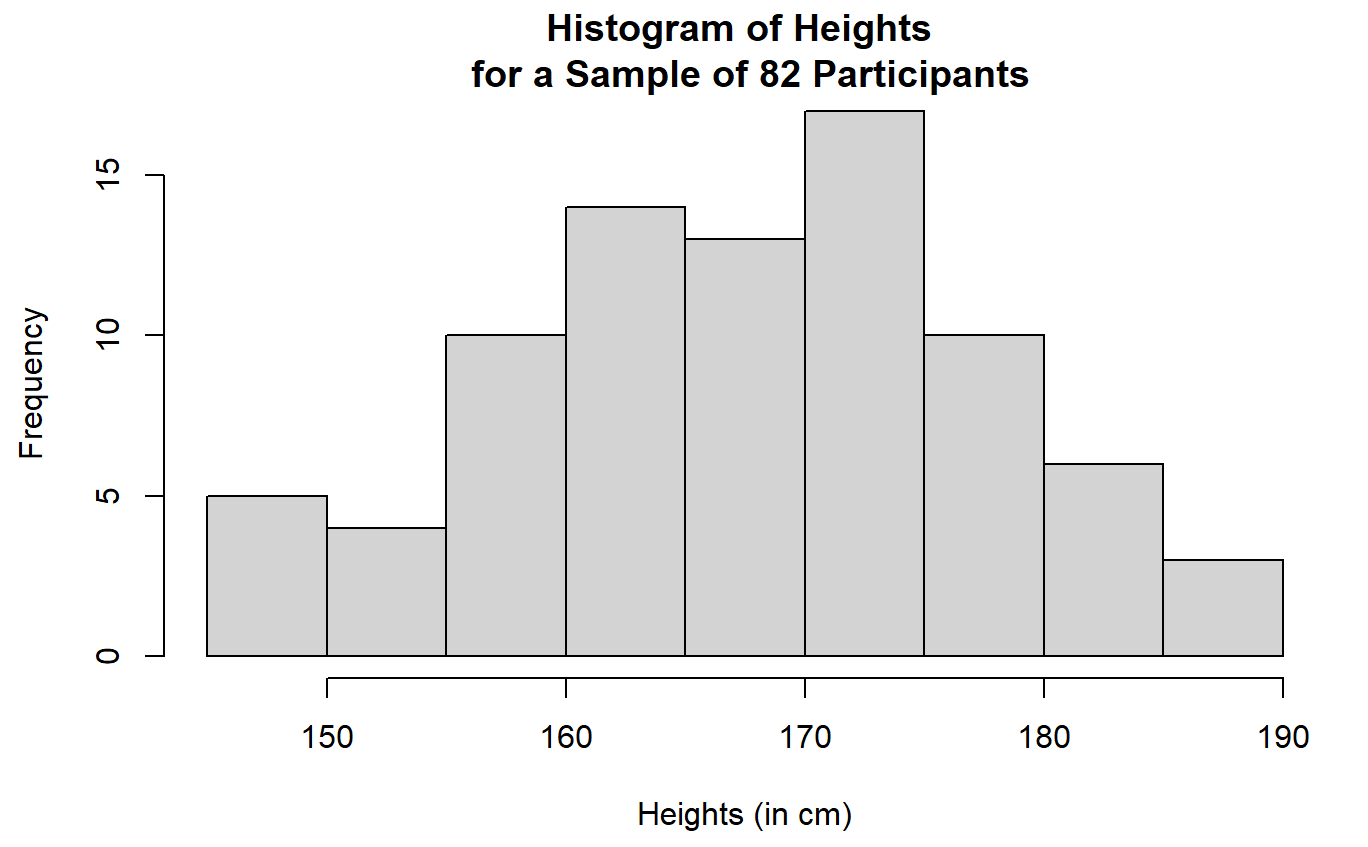 Histogram of Heights
for a Sample of 82 Participants
Frequency
15
10
5
0
150 160 170 180 190
Heights (in cm)